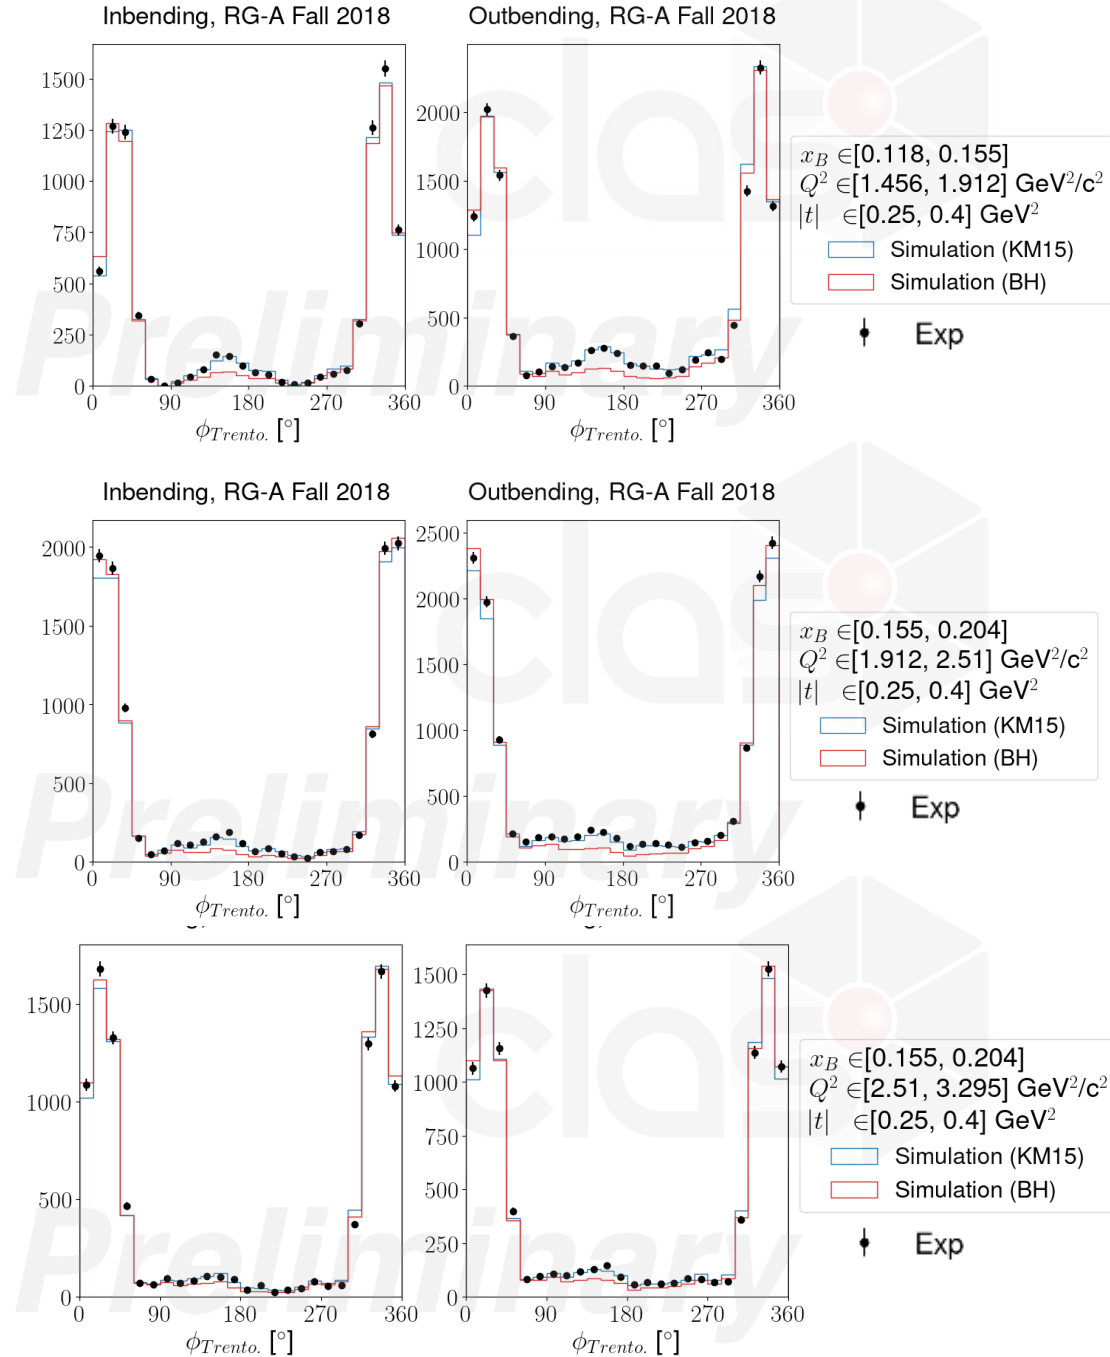 Inbending, RG-A Fall 2018
Outbending, RG-A Fall 2018
1500
1250
1000
750
500
250
0
0 90 180 270 360
ϕTrento. [°]
2000
1500
1000
500
0
0 90 180 270 360
ϕTrento. [°]
xB ∈[0.118, 0.155]
Q² ∈[1.456, 1.912] GeV²/c²
|t| ∈[0.25, 0.4] GeV²
Simulation (KM15)
Simulation (BH)
Exp
clas
Preliminary
Inbending, RG-A Fall 2018
Outbending, RG-A Fall 2018
2000
1500
1000
500
0
0 90 180 270 360
ϕTrento. [°]
2500
2000
1500
1000
500
0
0 90 180 270 360
ϕTrento. [°]
xB ∈[0.155, 0.204]
Q² ∈[1.912, 2.51] GeV²/c²
|t| ∈[0.25, 0.4] GeV²
Simulation (KM15)
Simulation (BH)
Exp
clas
Preliminary
1500
1000
500
0
0 90 180 270 360
ϕTrento. [°]
1500
1250
1000
750
500
250
0
0 90 180 270 360
ϕTrento. [°]
xB ∈[0.155, 0.204]
Q² ∈[2.51, 3.295] GeV²/c²
|t| ∈[0.25, 0.4] GeV²
Simulation (KM15)
Simulation (BH)
Exp
clas
Preliminary